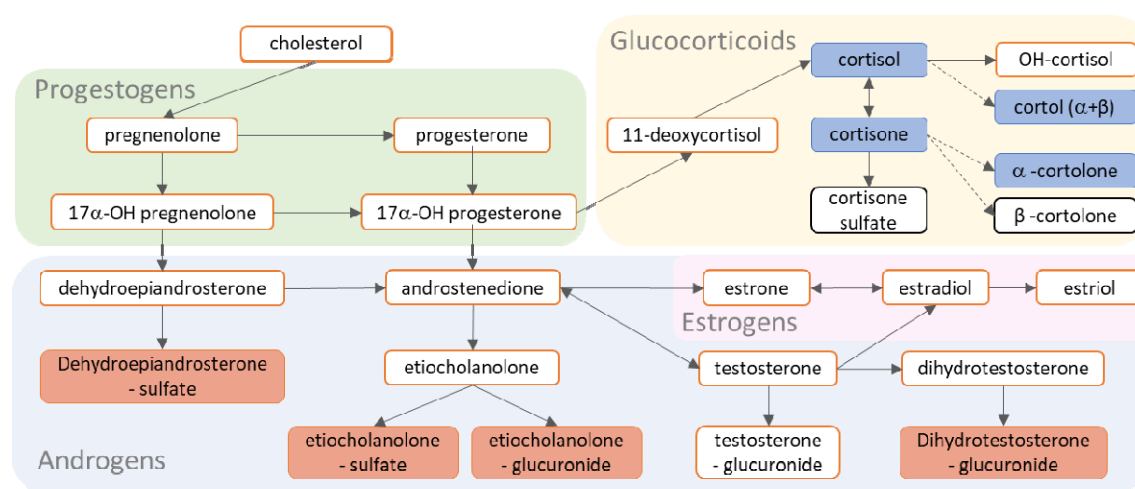 cholesterol
Glucocorticoids
cortisol
OH-cortisol
Progestogens
cortol (α+β)
pregnenolone
progesterone
11-deoxycortisol
cortisone
α -cortolone
17α-OH pregnenolone
17α-OH progesterone
cortisone
sulfate
β -cortolone
dehydroepiandrosterone
androstenedione
estrone
estradiol
estriol
Estrogens
Dehydroepiandrosterone
- sulfate
etiocholanolone
testosterone
dihydrotestosterone
etiocholanolone
- sulfate
etiocholanolone
- glucuronide
testosterone
- glucuronide
Dihydrotestosterone
- glucuronide
Androgens